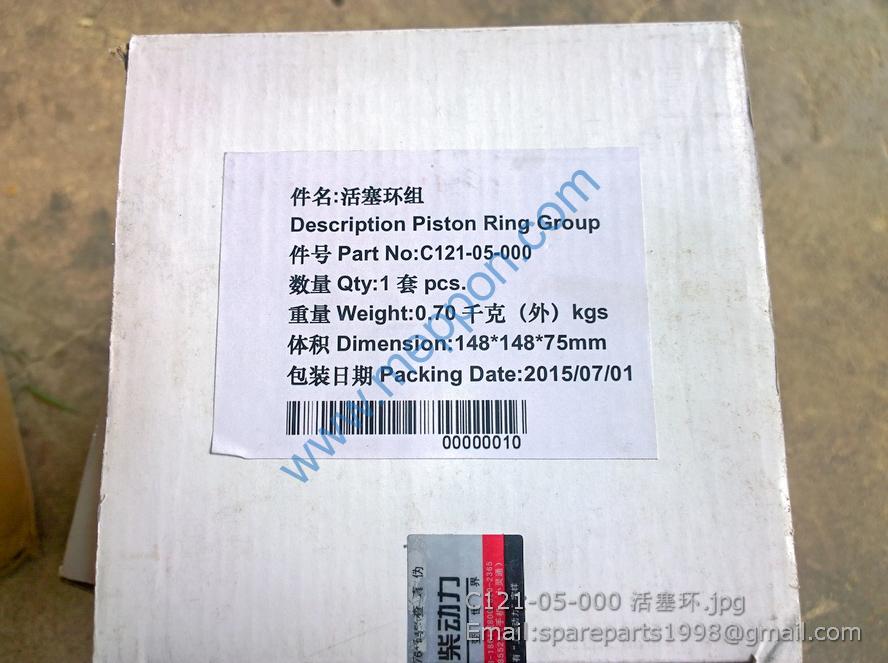 件名:活塞环组
Description Piston Ring Group
件号 Part No:C121-05-000
数量 Qty:1 套 pcs.
重量 Weight:0.70 千克（外）kgs
体积 Dimension:148*148*75mm
包装日期 Packing Date:2015/07/01
00000010
www.meppon.com
柴动力
C121-05-000 活塞环.jpg
Email:spareparts1998@gmail.com